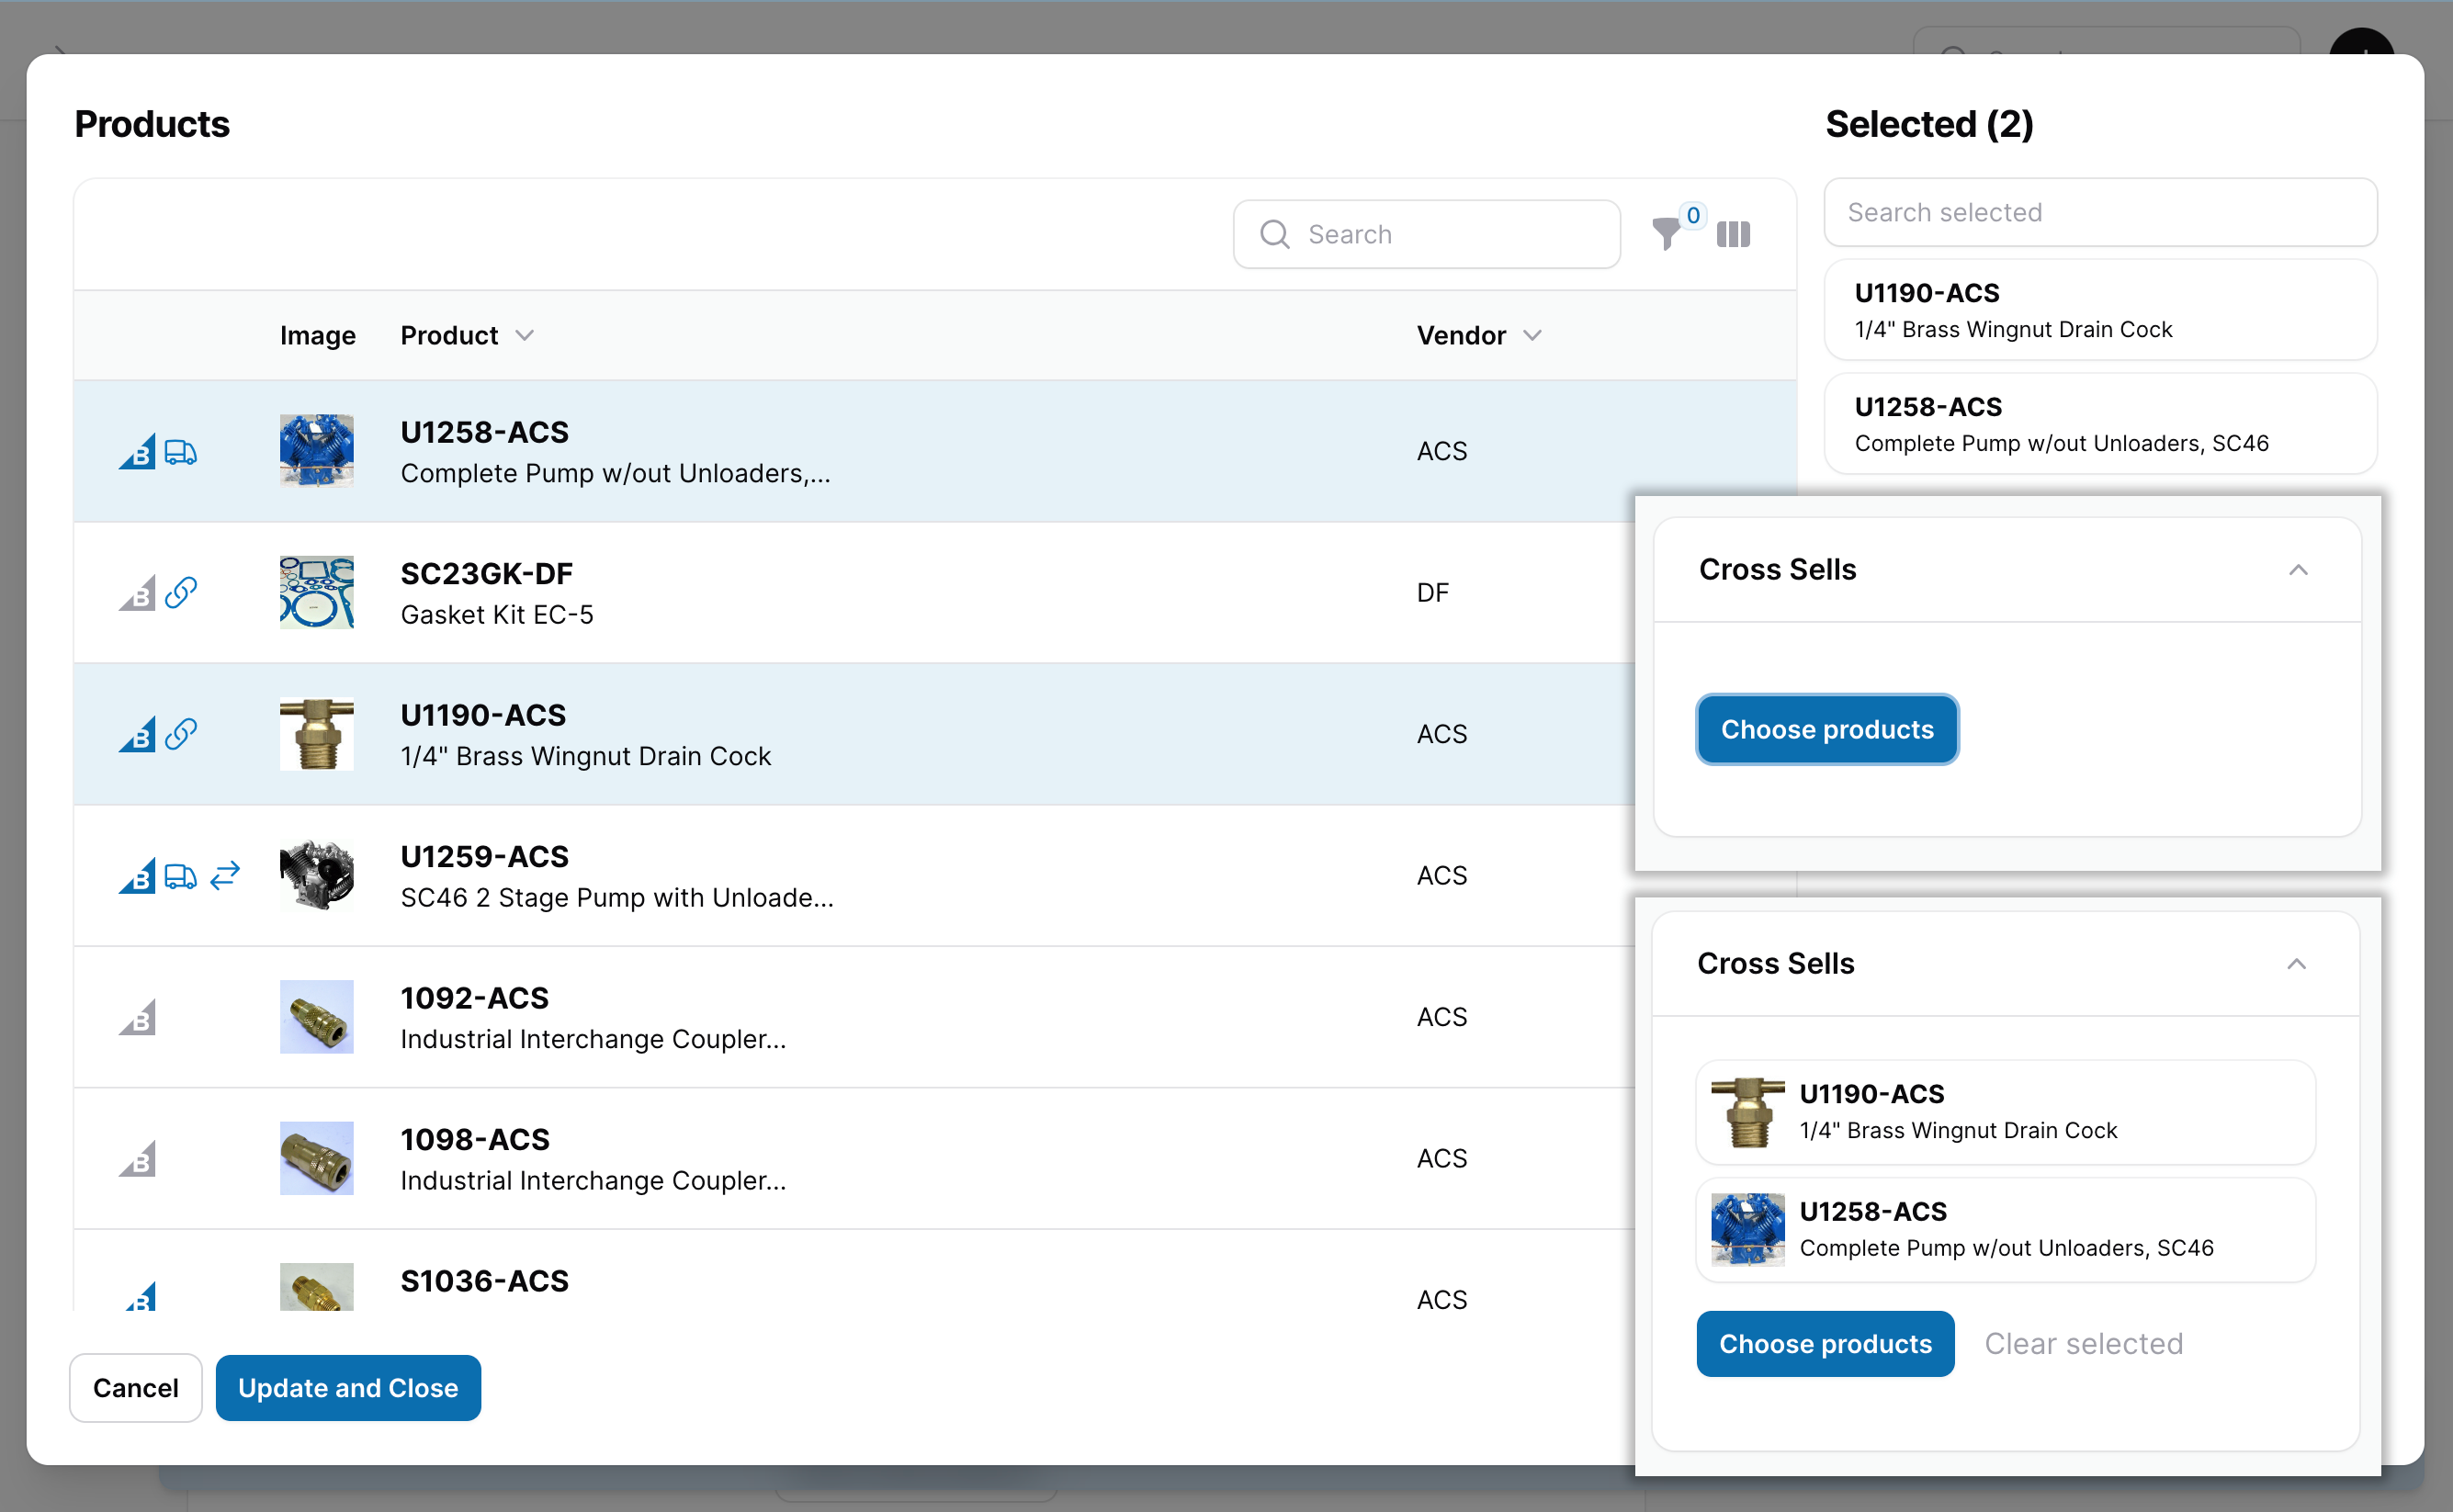 Products
Search
0
Image Product Vendor
U1258-ACS
Complete Pump w/out Unloaders,...
ACS
SC23GK-DF
Gasket Kit EC-5
DF
U1190-ACS
1/4" Brass Wingnut Drain Cock
ACS
U1259-ACS
SC46 2 Stage Pump with Unloade...
ACS
1092-ACS
Industrial Interchange Coupler...
ACS
1098-ACS
Industrial Interchange Coupler...
ACS
S1036-ACS
ACS
Cancel
Update and Close
Selected (2)
Search selected
U1190-ACS
1/4" Brass Wingnut Drain Cock
U1258-ACS
Complete Pump w/out Unloaders, SC46
Cross Sells
Choose products
Cross Sells
U1190-ACS
1/4" Brass Wingnut Drain Cock
U1258-ACS
Complete Pump w/out Unloaders, SC46
Choose products
Clear selected